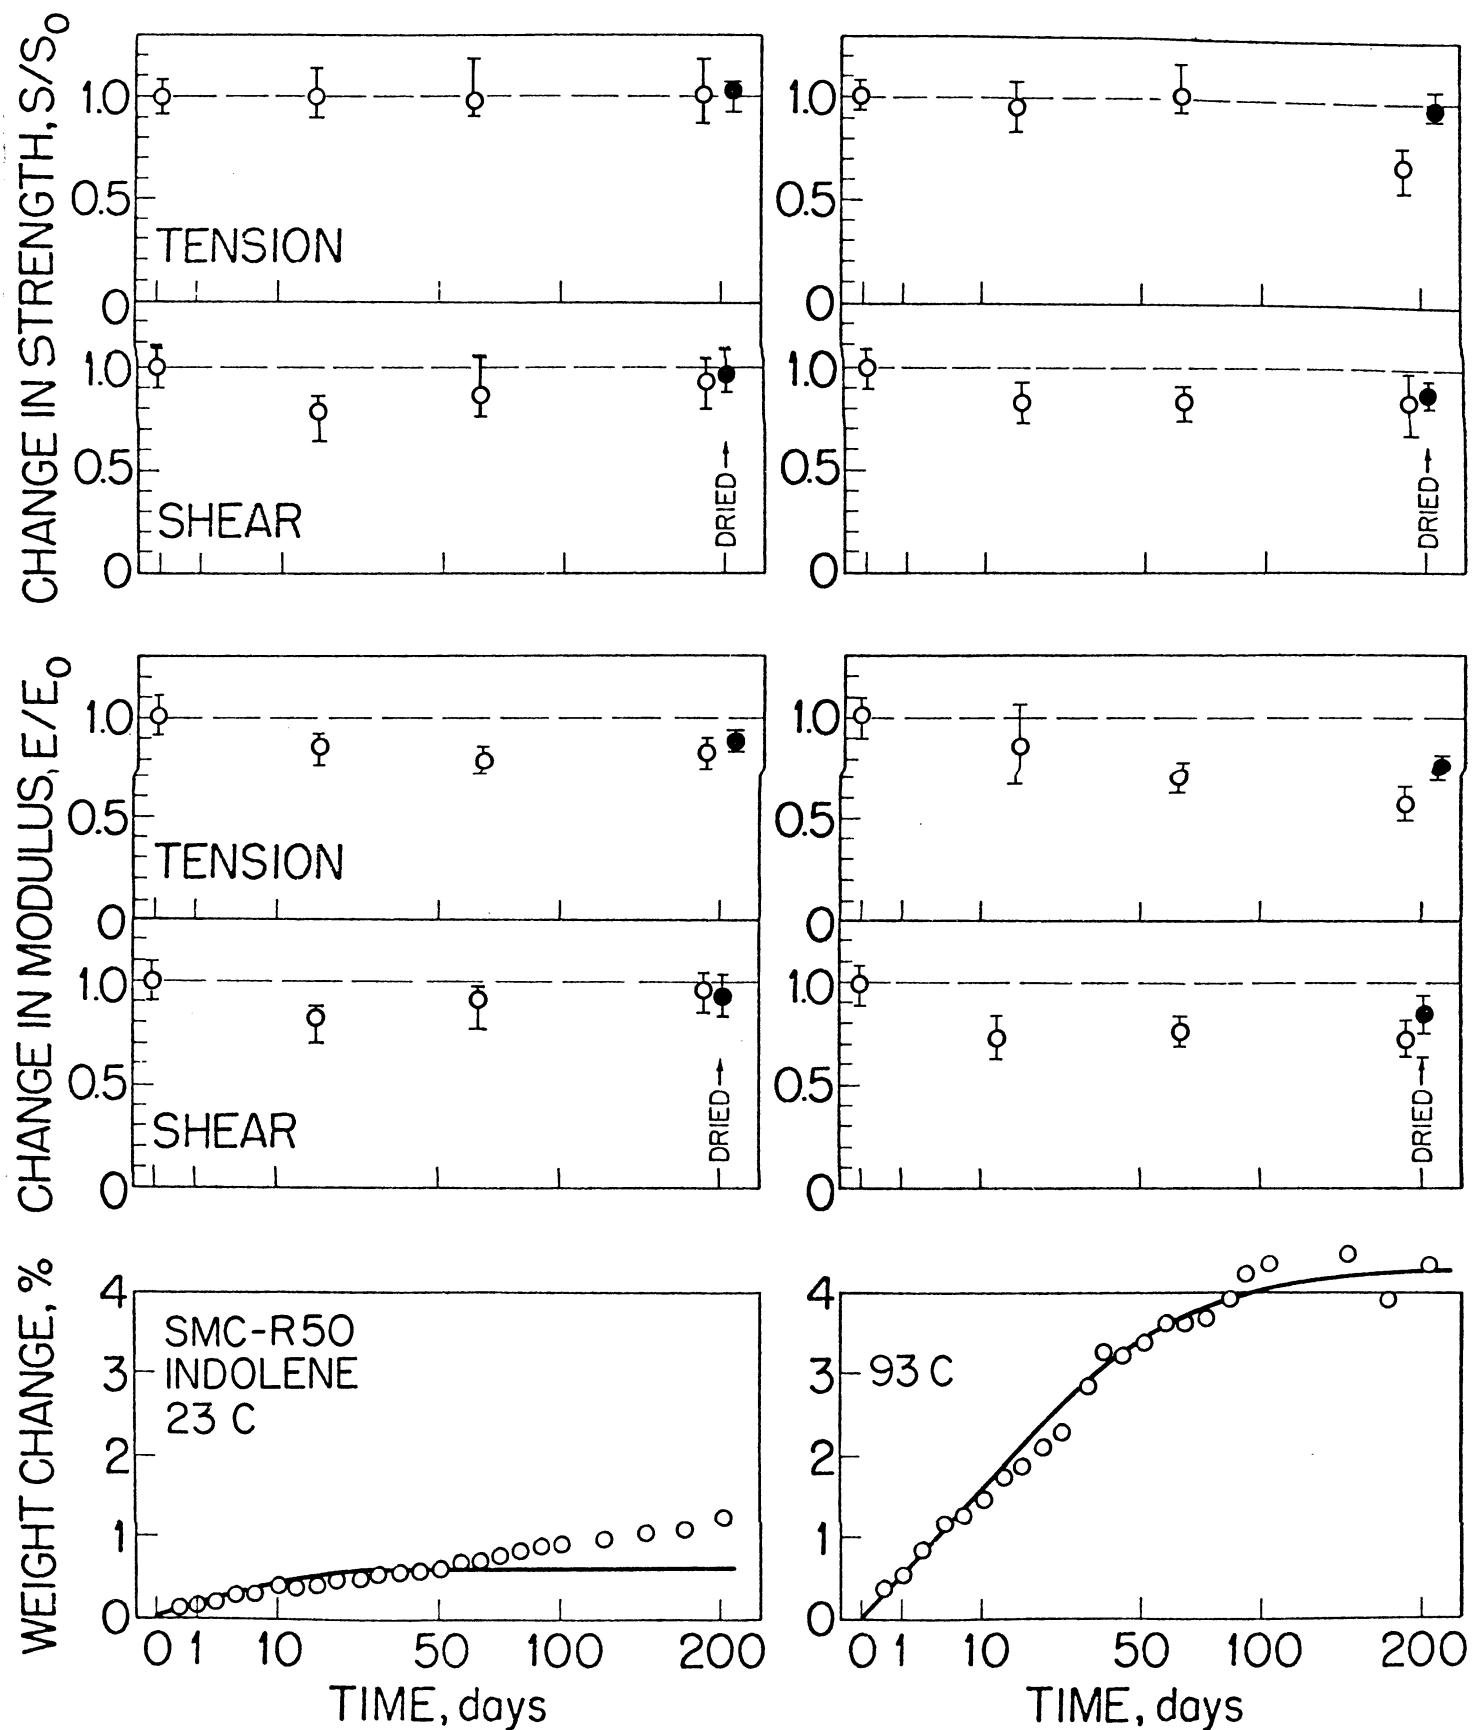 CHANGE IN STRENGTH, S/S0
1.0
0.5
0
TENSION
1.0
0.5
0
1.0
0.5
0
SHEAR
DRIED
1.0
0.5
0
DRIED
CHANGE IN MODULUS, E/E0
1.0
0.5
0
TENSION
1.0
0.5
0
1.0
0.5
0
SHEAR
DRIED
1.0
0.5
0
DRIED
WEIGHT CHANGE, %
4
3
2
1
0
SMC-R50
INDOLENE
23 C
0 1 10 50 100 200
TIME, days
4
3
2
1
0
93 C
0 1 10 50 100 200
TIME, days